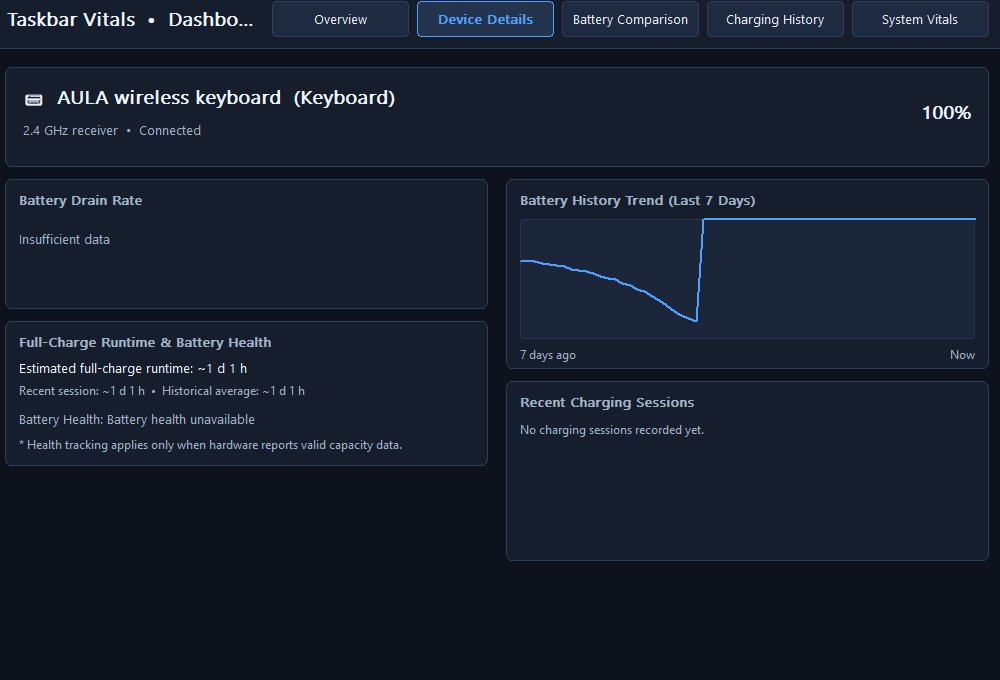 Taskbar Vitals • Dashbo...
Overview
Device Details
Battery Comparison
Charging History
System Vitals
AULA wireless keyboard (Keyboard)
2.4 GHz receiver • Connected
100%
Battery Drain Rate
Insufficient data
Full-Charge Runtime & Battery Health
Estimated full-charge runtime: ~1 d 1 h
Recent session: ~1 d 1 h • Historical average: ~1 d 1 h
Battery Health: Battery health unavailable
* Health tracking applies only when hardware reports valid capacity data.
Battery History Trend (Last 7 Days)
7 days ago
Now
Recent Charging Sessions
No charging sessions recorded yet.